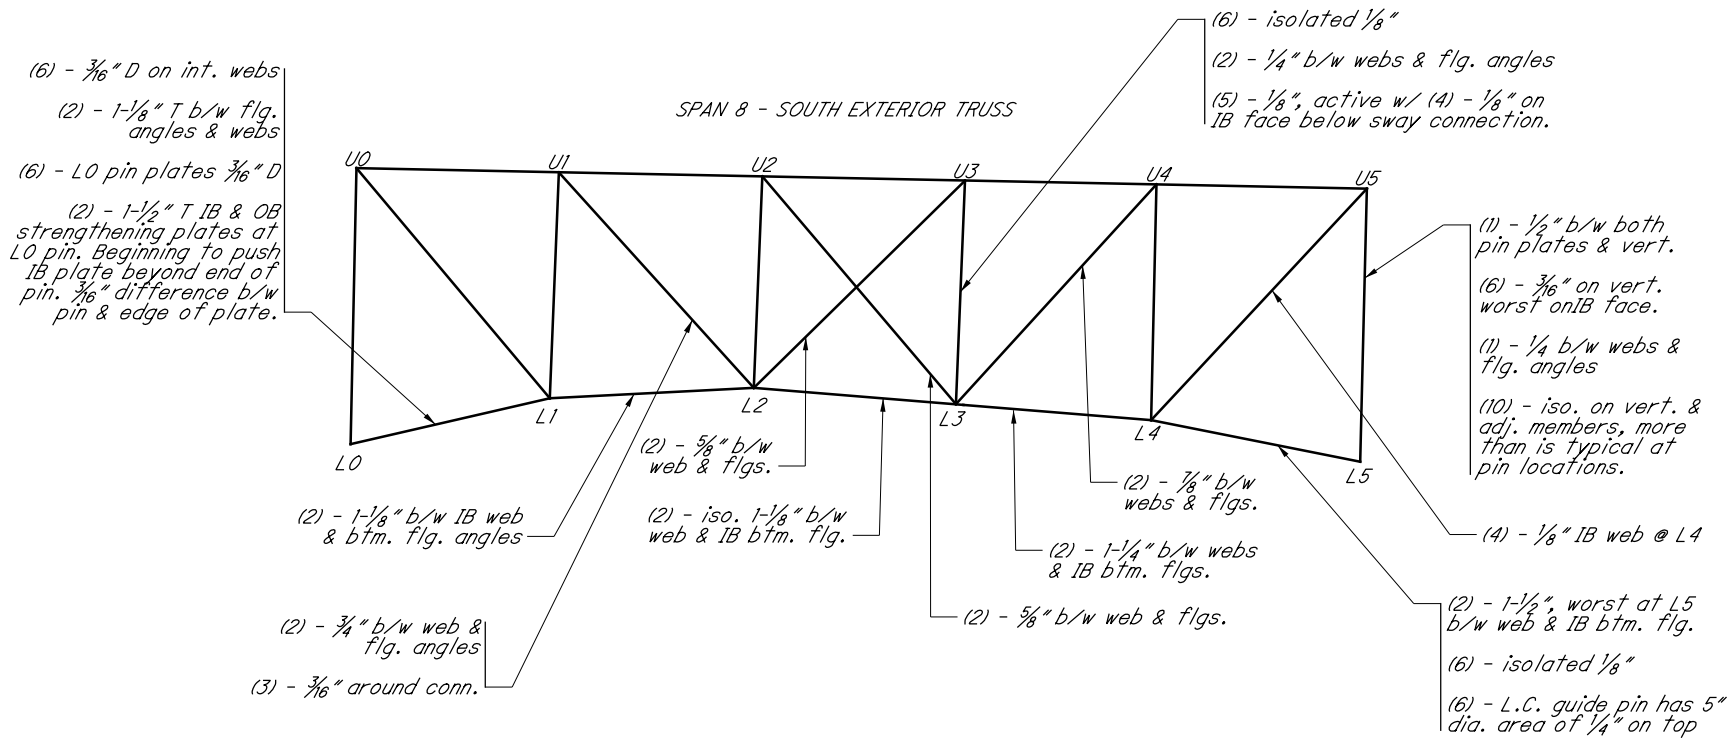 SPAN 8 - SOUTH EXTERIOR TRUSS
(6) - 3/16" D on int. webs
(2) - 1-1/8" T b/w flg.
angles & webs
(6) - L0 pin plates 3/16" D
(2) - 1-1/2" T IB & OB
strengthening plates at
L0 pin. Beginning to push
IB plate beyond end of
pin. 3/16" difference b/w
pin & edge of plate.
(6) - isolated 1/8"
(2) - 1/4" b/w webs & flg. angles
(5) - 1/8", active w/ (4) - 1/8" on
IB face below sway connection.
U0
U1
U2
U3
U4
U5
L0
L1
L2
L3
L4
L5
(1) - 1/2" b/w both
pin plates & vert.
(6) - 3/16" on vert.
worst onIB face.
(1) - 1/4 b/w webs &
flg. angles
(10) - iso. on vert. &
adj. members, more
than is typical at
pin locations.
(2) - 5/8" b/w
web & flgs.
(2) - 7/8" b/w
webs & flgs.
(2) - 1-1/8" b/w IB web
& btm. flg. angles
(2) - iso. 1-1/8" b/w
web & IB btm. flg.
(2) - 1-1/4" b/w webs
& IB btm. flgs.
(4) - 1/8" IB web @ L4
(2) - 3/4" b/w web &
flg. angles
(3) - 3/16" around conn.
(2) - 5/8" b/w web & flgs.
(2) - 1-1/2", worst at L5
b/w web & IB btm. flg.
(6) - isolated 1/8"
(6) - L.C. guide pin has 5"
dia. area of 1/4" on top